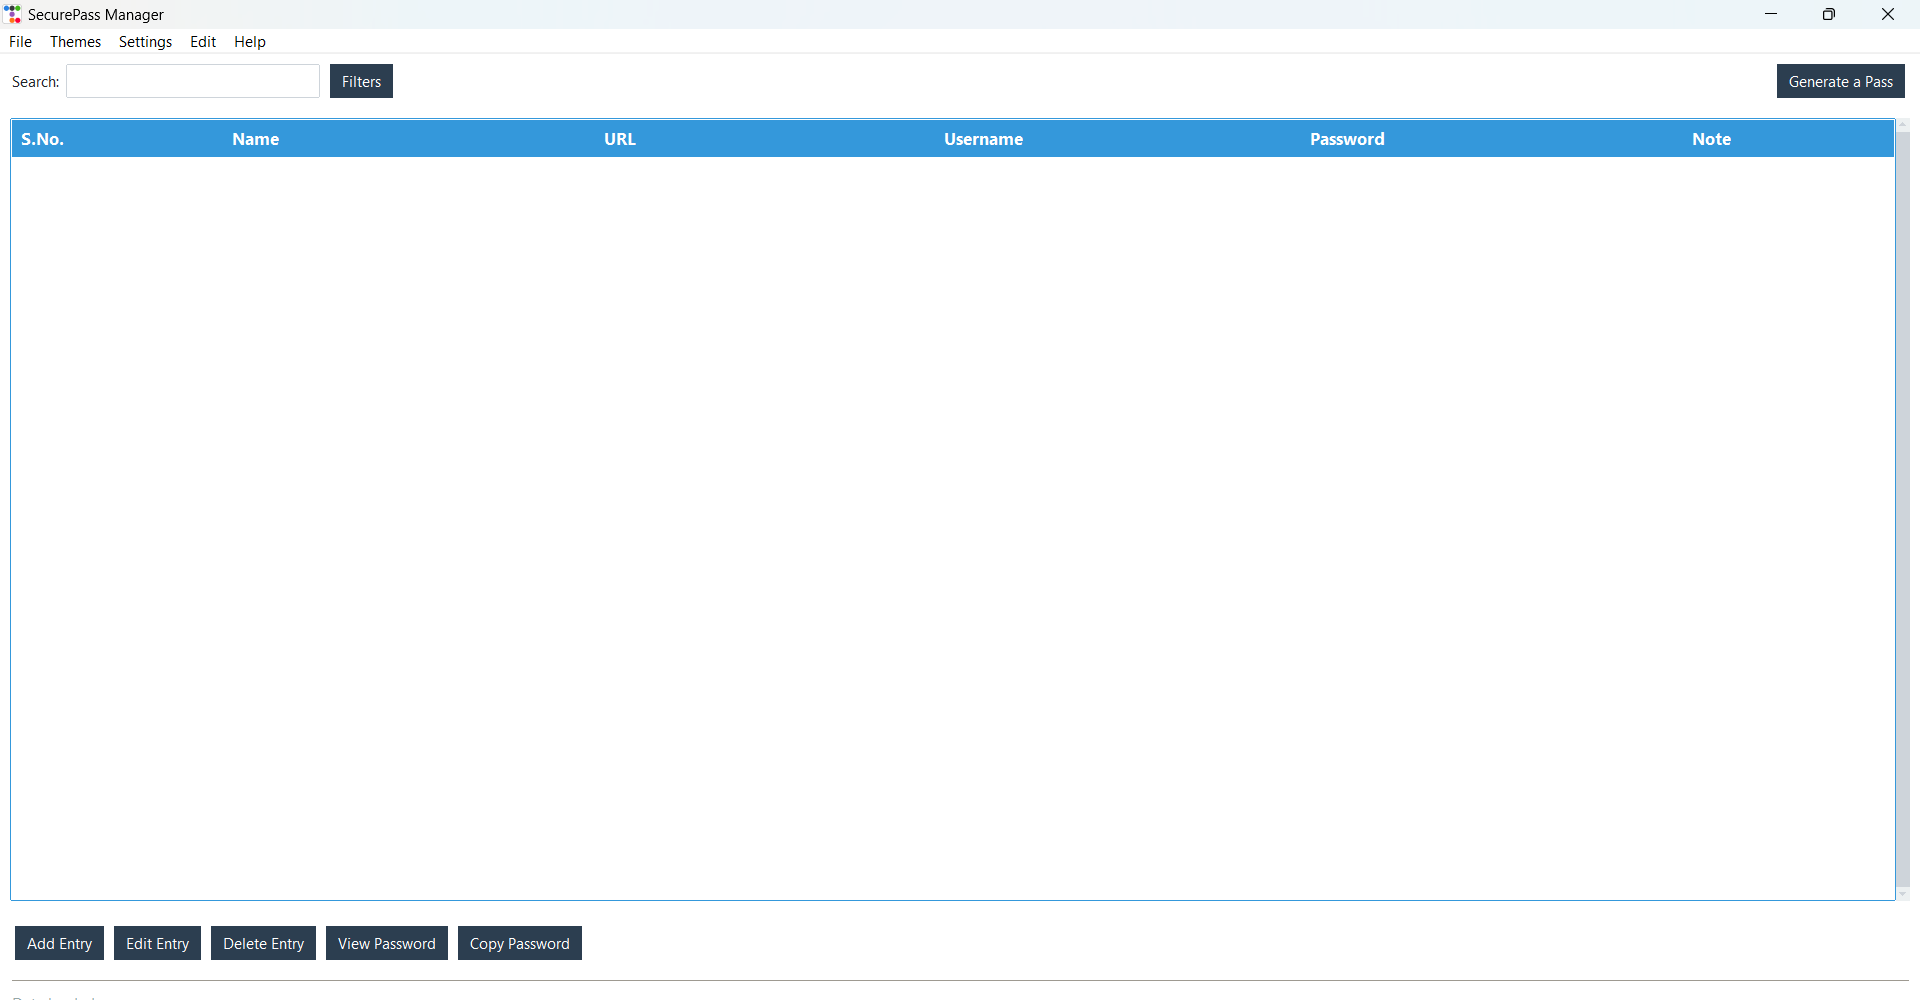 SecurePass Manager
File Themes Settings Edit Help
Search: Filters Generate a Pass
S.No. Name URL Username Password Note
Add Entry Edit Entry Delete Entry View Password Copy Password